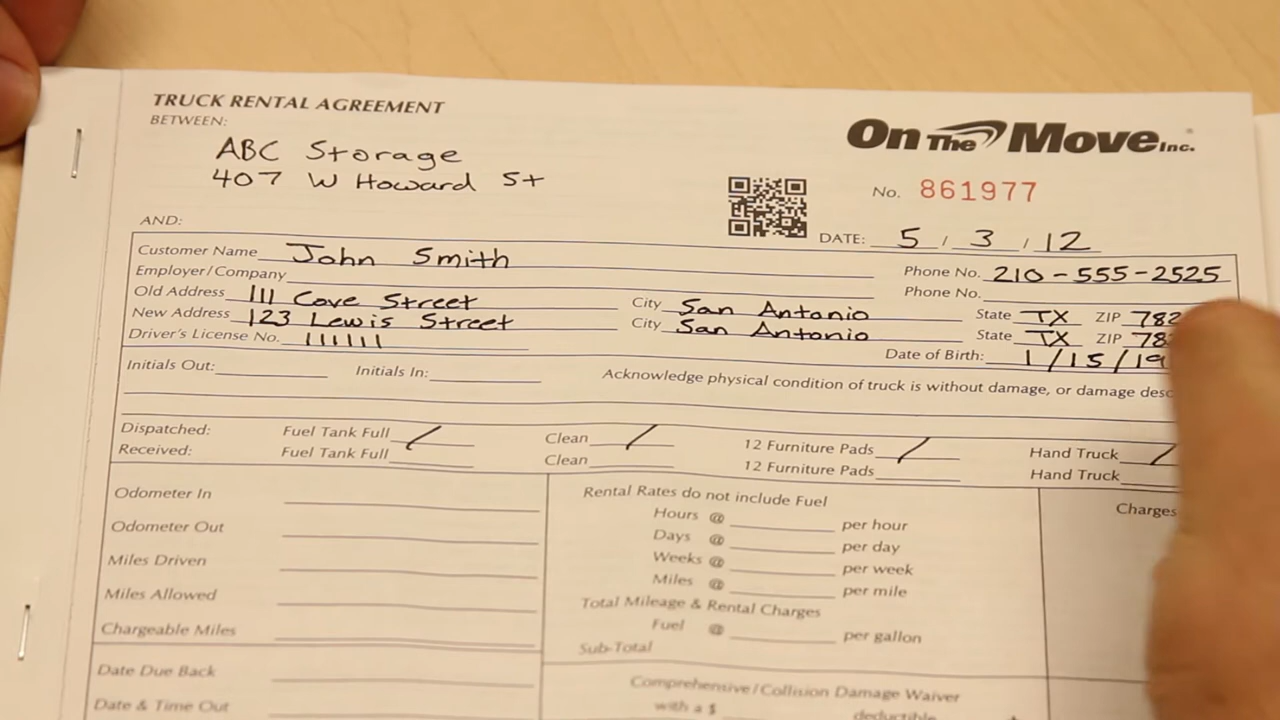 TRUCK RENTAL AGREEMENT
BETWEEN:
On The Move Inc.
ABC Storage
407 W Howard St
No. 861977
AND:
DATE: 5 / 3 / 12
Customer Name John Smith
Phone No. 210-555-2525
Employer/Company
Phone No.
Old Address 111 Cove Street City San Antonio State TX ZIP 782
New Address 123 Lewis Street City San Antonio State TX ZIP 78
Driver's License No. 111111 Date of Birth: 1/15/19
Initials Out: Initials In: Acknowledge physical condition of truck is without damage, or damage
Dispatched: Fuel Tank Full / Clean / 12 Furniture Pads / Hand Truck /
Received: Fuel Tank Full Clean 12 Furniture Pads Hand Truck
Odometer In
Odometer Out
Miles Driven
Miles Allowed
Chargeable Miles
Date Due Back
Date & Time Out
Rental Rates do not include Fuel
Hours @ per hour
Days @ per day
Weeks @ per week
Miles @ per mile
Total Mileage & Rental Charges
Fuel @ per gallon
Sub-Total
Comprehensive/Collision Damage Waiver
with a $ deductible
Charges